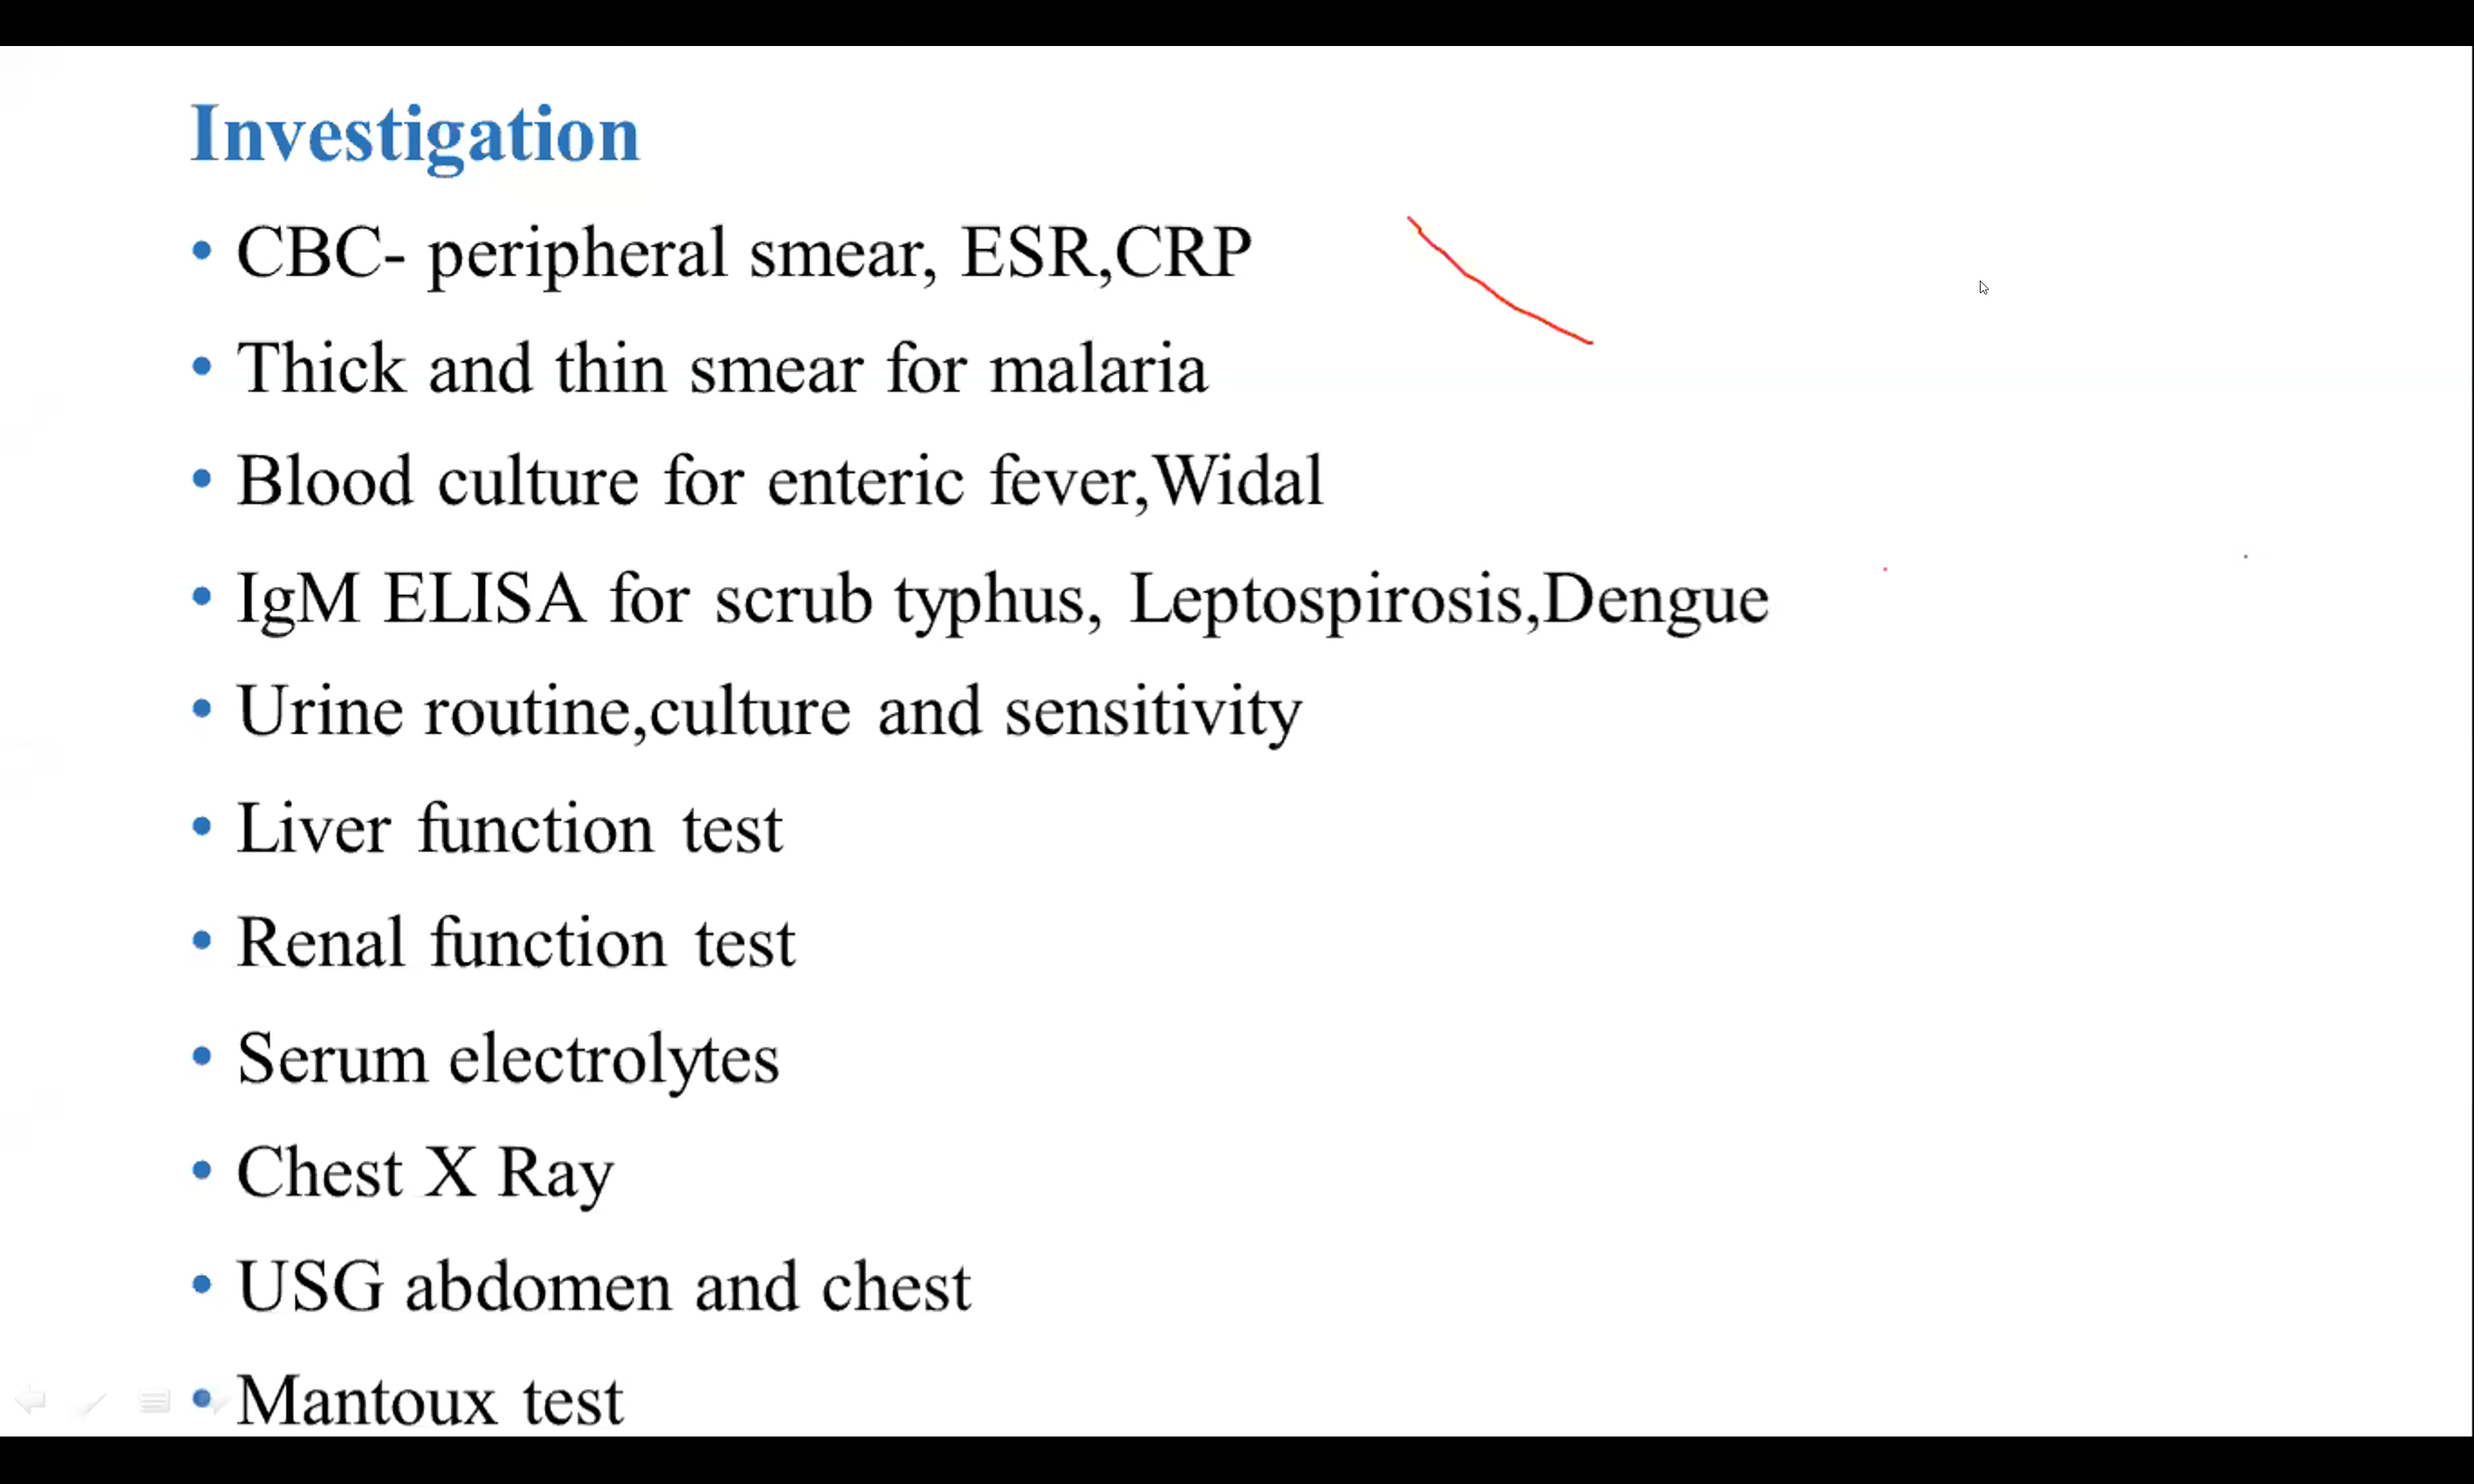 Investigation
• CBC- peripheral smear, ESR,CRP
• Thick and thin smear for malaria
• Blood culture for enteric fever,Widal
• IgM ELISA for scrub typhus, Leptospirosis,Dengue
• Urine routine,culture and sensitivity
• Liver function test
• Renal function test
• Serum electrolytes
• Chest X Ray
• USG abdomen and chest
• Mantoux test